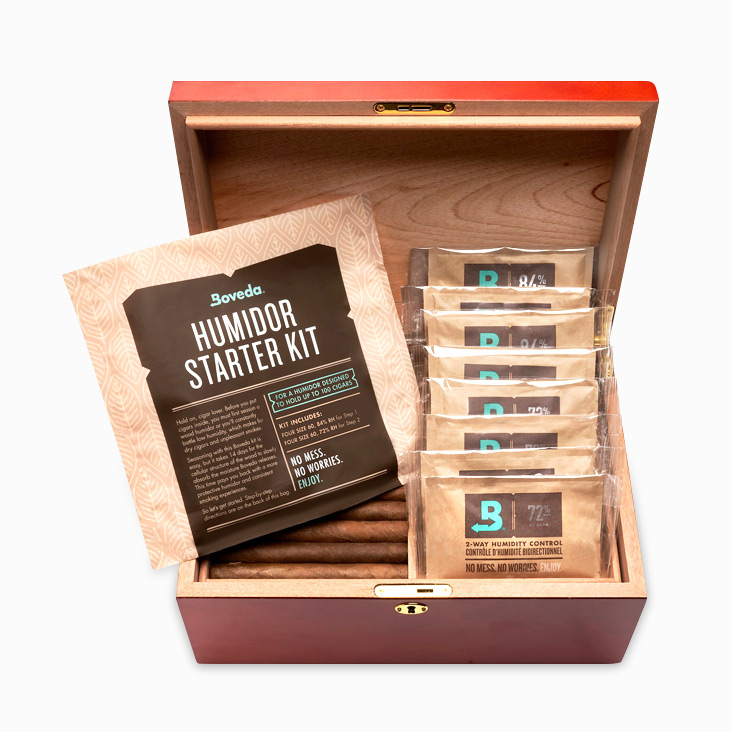 Boveda®
HUMIDOR
STARTER KIT
Hold on, cigar lover. Before you put
cigars inside, you must first season a
wood humidor or you'll constantly
battle low humidity, which makes for
dry cigars and unpleasant smokes.
Seasoning with this Boveda kit is
easy, but it takes 14 days for the
cellular structure of the wood to slowly
absorb the moisture Boveda releases.
This time pays you back with a more
protective humidor and consistent
smoking experiences.
So let's get started. Step-by-step
directions are on the back of this bag.
FOR A HUMIDOR DESIGNED
TO HOLD UP TO 100 CIGARS
KIT INCLUDES:
FOUR SIZE 60, 84% RH for Step 1
FOUR SIZE 60, 72% RH for Step 2
NO MESS.
NO WORRIES.
ENJOY.
B 84%
B 84%
B
B 72%
B 72%
B 72%
2-WAY HUMIDITY CONTROL
CONTRÔLE D'HUMIDITÉ BIDIRECTIONNEL
NO MESS. NO WORRIES. ENJOY.